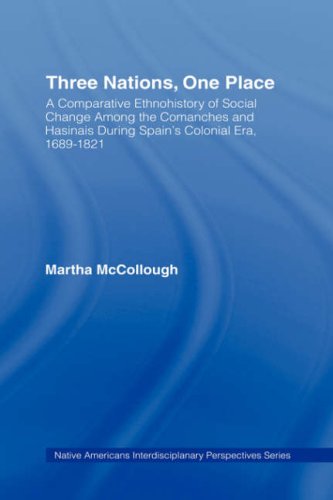 Three Nations, One Place
A Comparative Ethnohistory of Social
Change Among the Comanches and
Hasinais During Spain's Colonial Era,
1689-1821
Martha McCollough
Native Americans Interdisciplinary Perspectives Series